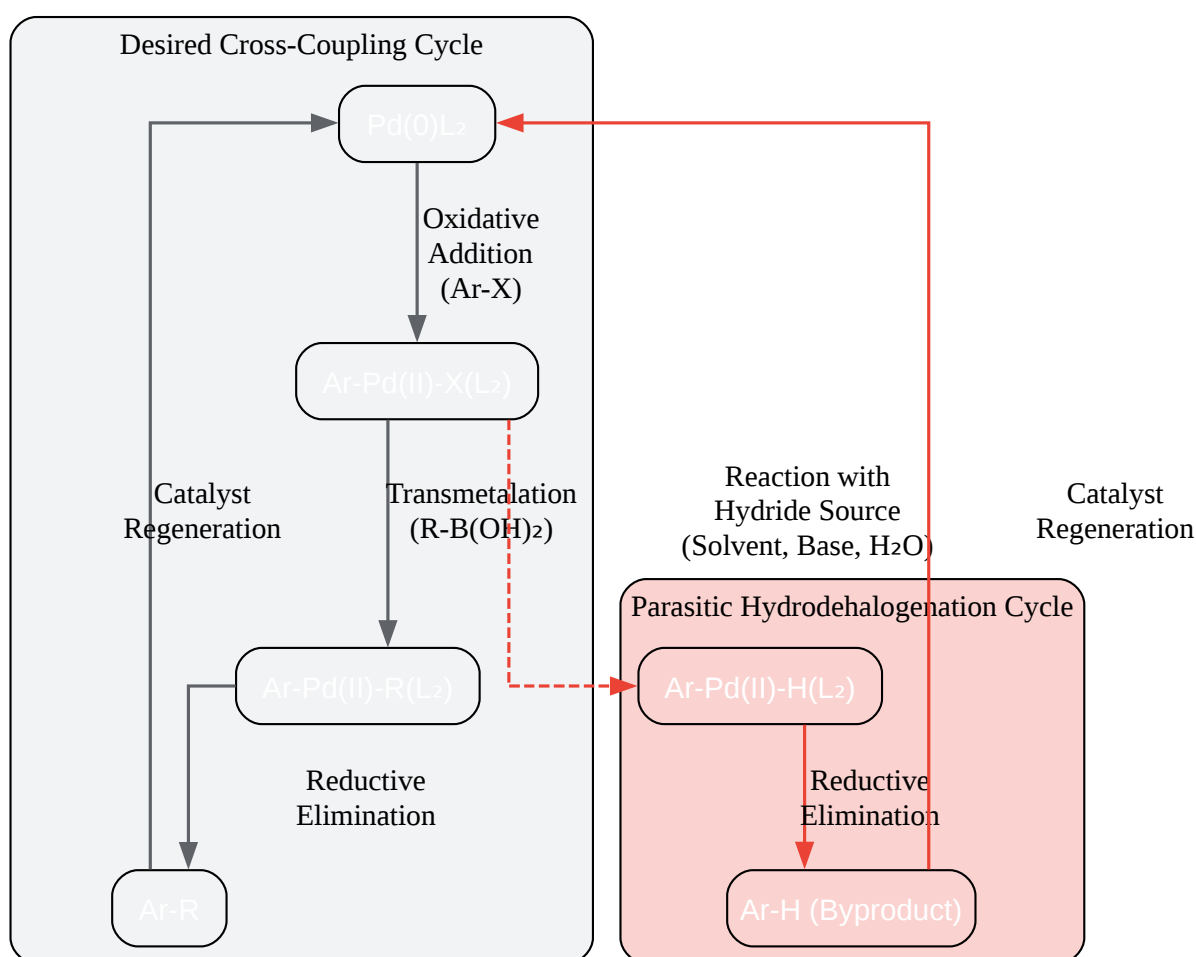 Desired Cross-Coupling Cycle
Pd(0)L₂
Oxidative
Addition
(Ar-X)
Ar-Pd(II)-X(L₂)
Catalyst
Regeneration
Transmetalation
(R-B(OH)₂)
Reaction with
Hydride Source
(Solvent, Base, H₂O)
Catalyst
Regeneration
Parasitic Hydrodehalogenation Cycle
Ar-Pd(II)-R(L₂)
Ar-Pd(II)-H(L₂)
Reductive
Elimination
Reductive
Elimination
Ar-R
Ar-H (Byproduct)